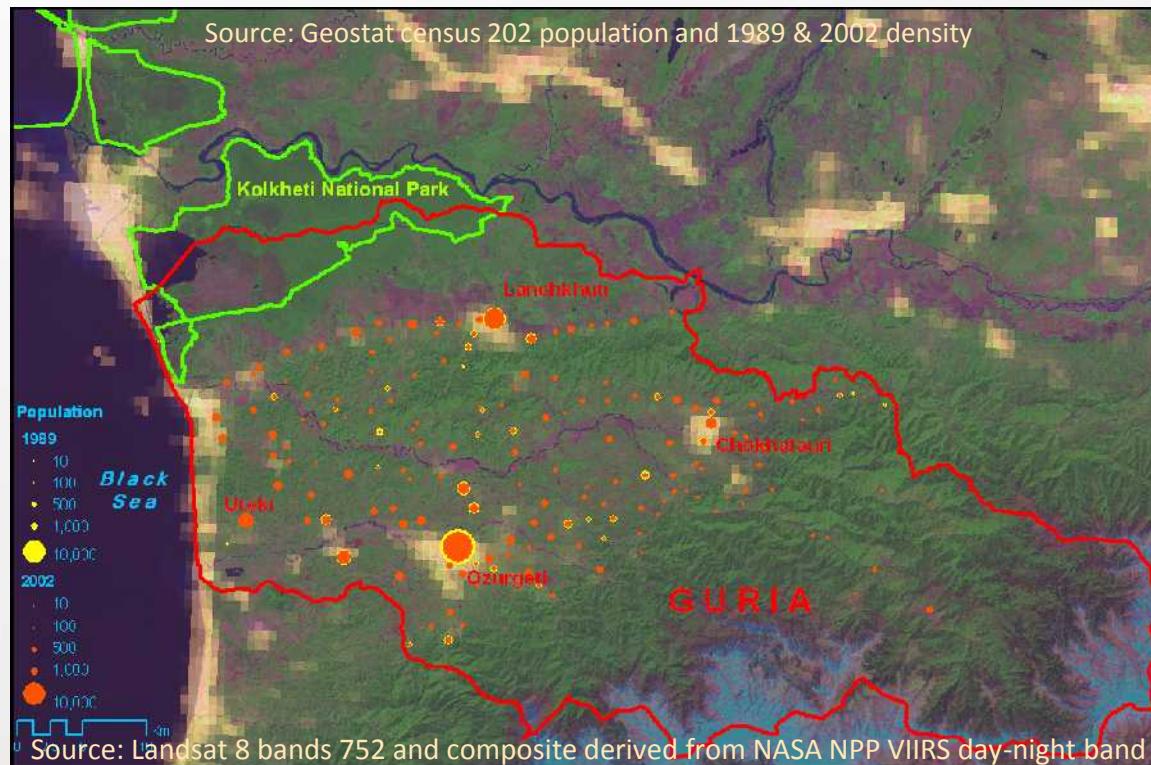 Source: Geostat census 202 population and 1989 & 2002 density
Kolkheti National Park
Lanchkhuti
Chokhatauri
Ureki
Ozurgeti
GURIA
Black
Sea
Population
1989
10
100
500
1,000
10,000
2002
10
100
500
1,000
10,000
km
0
Source: Landsat 8 bands 752 and composite derived from NASA NPP VIIRS day-night band